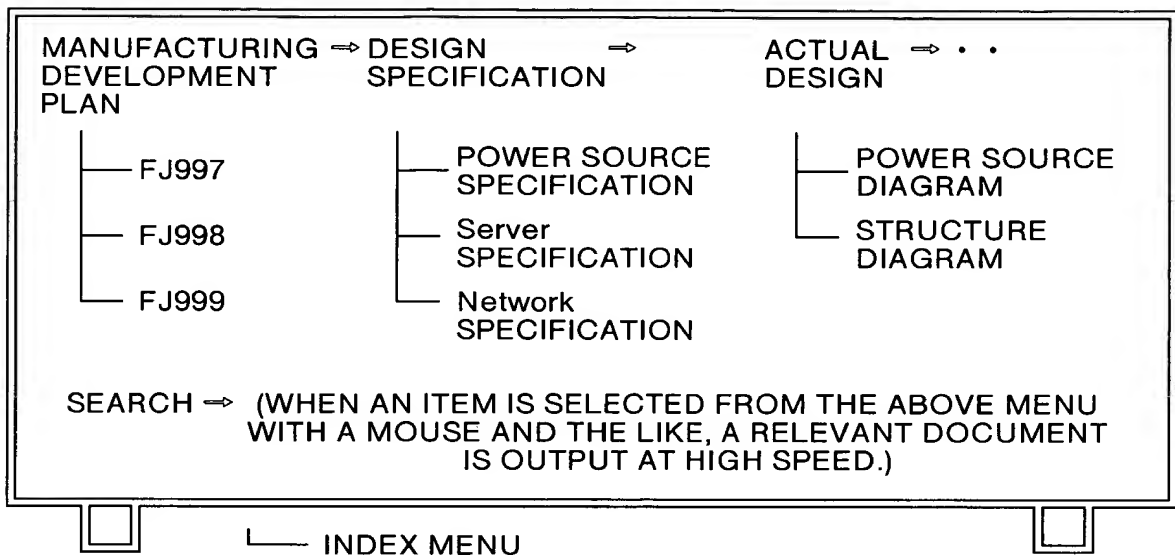 MANUFACTURING ⇒ DESIGN ⇒ ACTUAL ⇒ • •
DEVELOPMENT SPECIFICATION DESIGN
PLAN
FJ997 POWER SOURCE POWER SOURCE
SPECIFICATION DIAGRAM
FJ998 Server STRUCTURE
SPECIFICATION DIAGRAM
FJ999 Network
SPECIFICATION
SEARCH ⇒ (WHEN AN ITEM IS SELECTED FROM THE ABOVE MENU
WITH A MOUSE AND THE LIKE, A RELEVANT DOCUMENT
IS OUTPUT AT HIGH SPEED.)
INDEX MENU